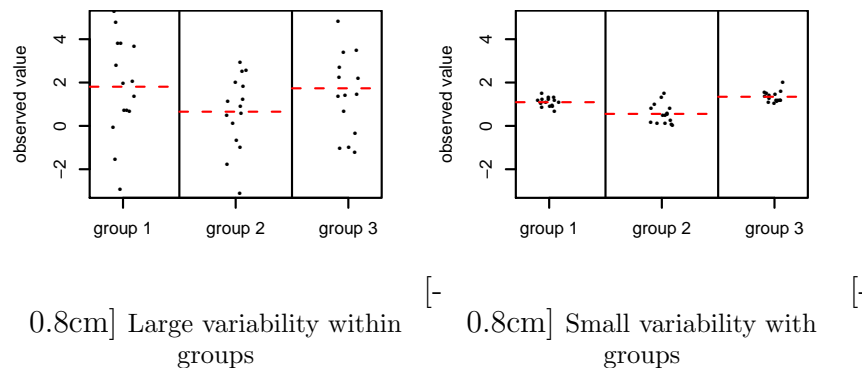 observed value
4
2
0
−2
group 1 group 2 group 3
observed value
4
2
0
−2
group 1 group 2 group 3
[-
0.8cm] Large variability within
groups
[-
0.8cm] Small variability with
groups